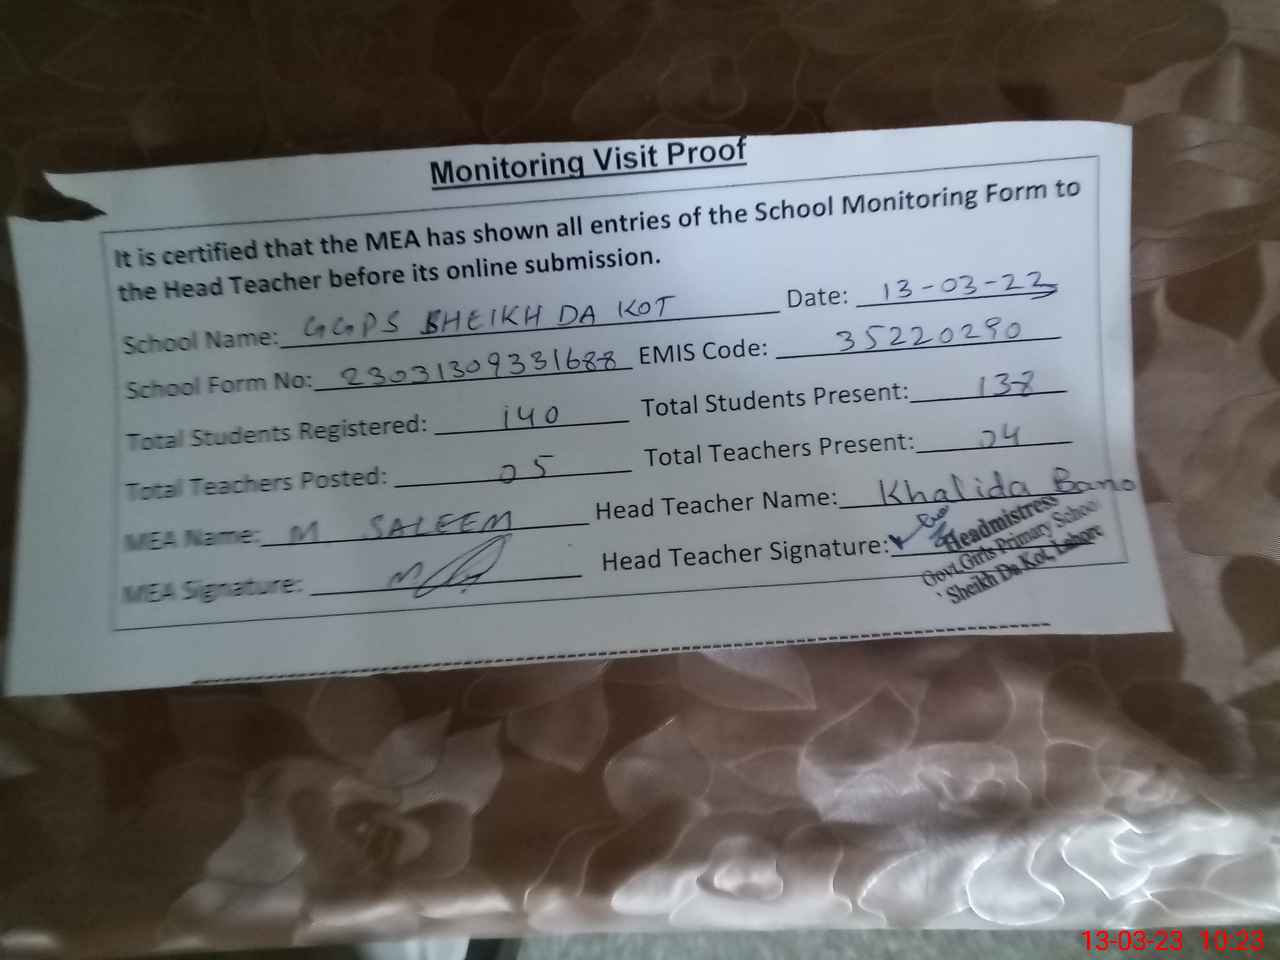 Monitoring Visit Proof
It is certified that the MEA has shown all entries of the School Monitoring Form to
the Head Teacher before its online submission.
School Name: GGPS SHEIKH DA KOT Date: 13-03-23
School Form No: 23031309331688 EMIS Code: 35220290
Total Students Registered: 140 Total Students Present: 138
Total Teachers Posted: 05 Total Teachers Present: 04
MEA Name: M SALEEM Head Teacher Name: Khalida Bano
MEA Signature: Head Teacher Signature:
Headmistress
Govt. Girls Primary School
Sheikh Da Kot, Lahore
13-03-23 10:23